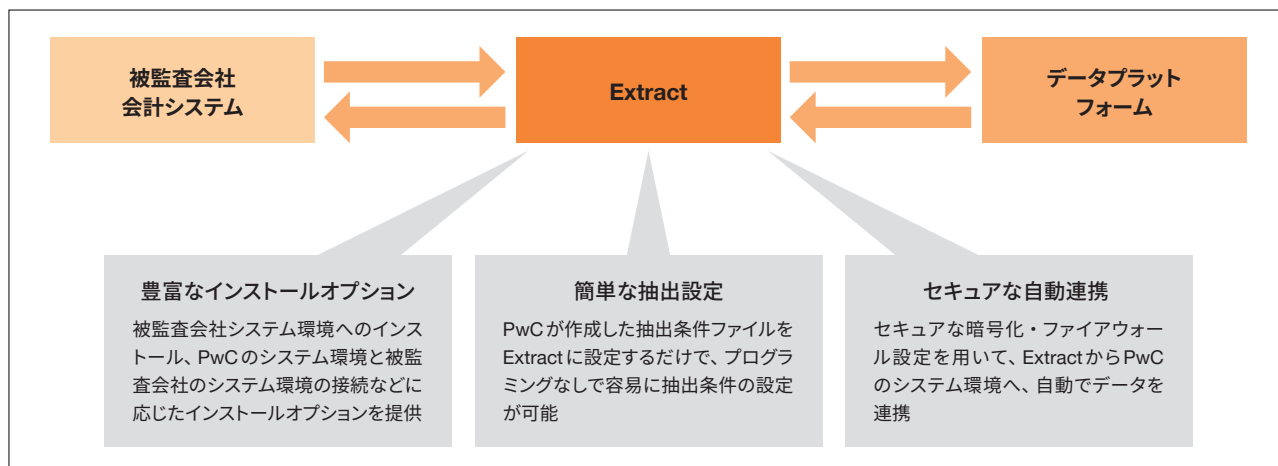 被監査会社
会計システム
Extract
データプラット
フォーム
豊富なインストールオプション
被監査会社システム環境へのインス
トール、PwCのシステム環境と被監
査会社のシステム環境の接続などに
応じたインストールオプションを提供
簡単な抽出設定
PwCが作成した抽出条件ファイルを
Extractに設定するだけで、プログラ
ミングなしで容易に抽出条件の設定
が可能
セキュアな自動連携
セキュアな暗号化・ファイアウォー
ル設定を用いて、ExtractからPwC
のシステム環境へ、自動でデータを
連携